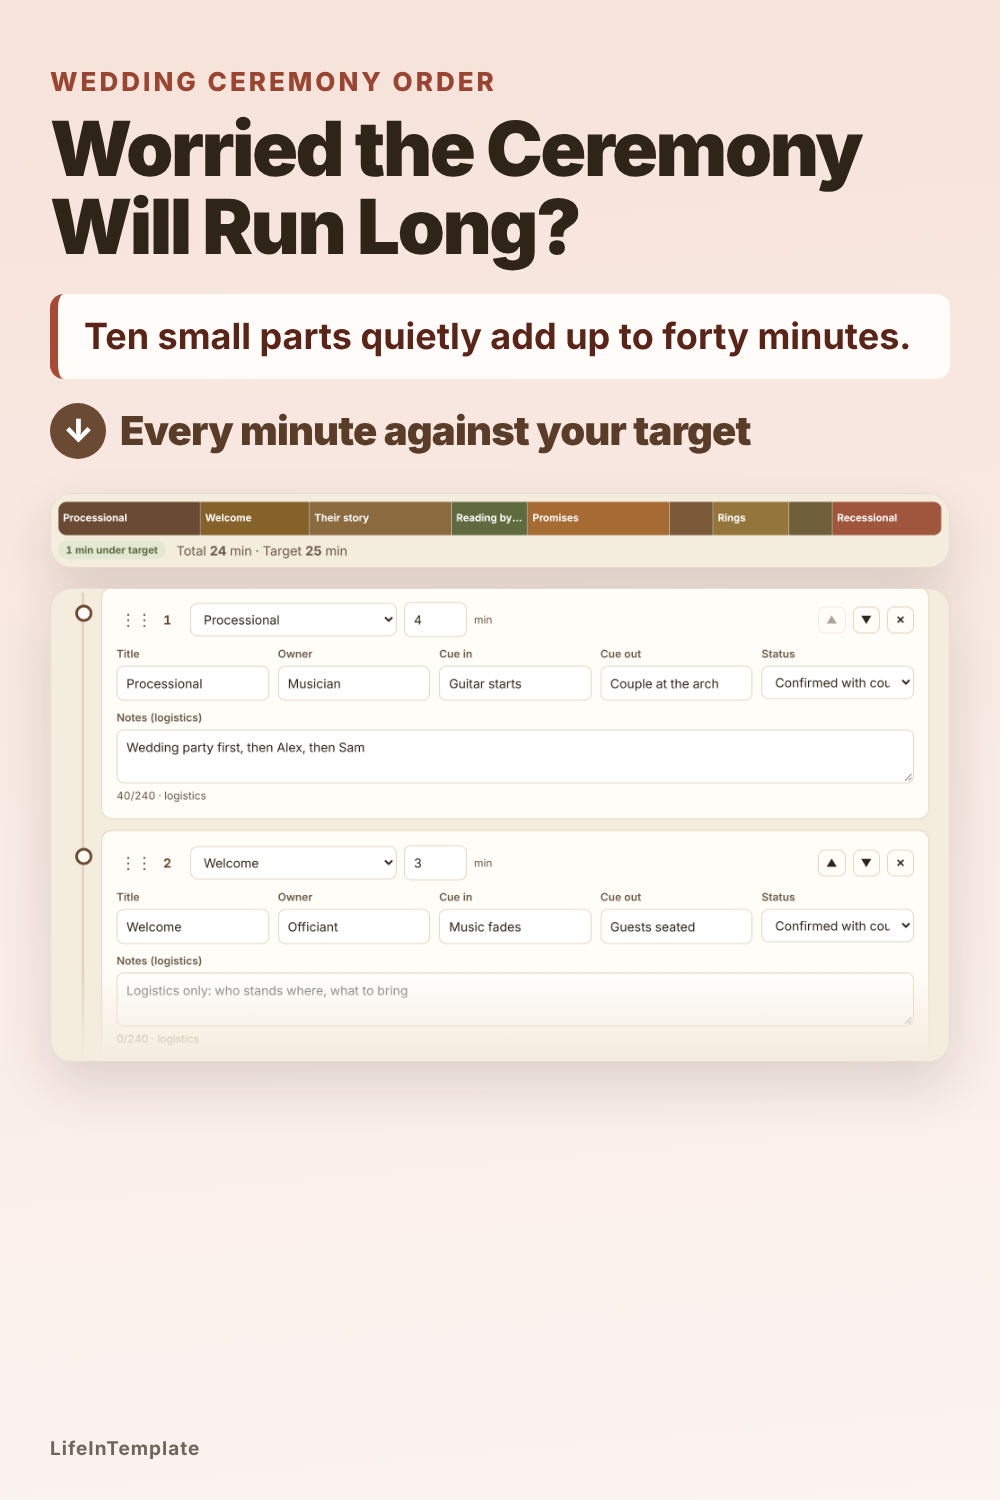 WEDDING CEREMONY ORDER
Worried the Ceremony
Will Run Long?
Ten small parts quietly add up to forty minutes.
Every minute against your target
Processional Welcome Their story Reading by... Promises Rings Recessional
1 min under target Total 24 min · Target 25 min
1 Processional 4 min
Title Owner Cue in Cue out Status
Processional Musician Guitar starts Couple at the arch Confirmed with cou
Notes (logistics)
Wedding party first, then Alex, then Sam
40/240 · logistics
2 Welcome 3 min
Title Owner Cue in Cue out Status
Welcome Officiant Music fades Guests seated Confirmed with cou
Notes (logistics)
Logistics only: who stands where, what to bring
0/240 · logistics
LifeInTemplate